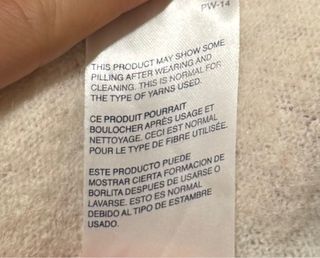 PW-14
THIS PRODUCT MAY SHOW SOME
PILLING AFTER WEARING AND
CLEANING. THIS IS NORMAL FOR
THE TYPE OF YARNS USED.
CE PRODUIT POURRAIT
BOULOCHER APRÈS USAGE ET
NETTOYAGE. CECI EST NORMAL
POUR LE TYPE DE FIBRE UTILISÉE.
ESTE PRODUCTO PUEDE
MOSTRAR CIERTA FORMACION DE
BORLITA DESPUES DE USARSE O
LAVARSE. ESTO ES NORMAL
DEBIDO AL TIPO DE ESTAMBRE
USADO.